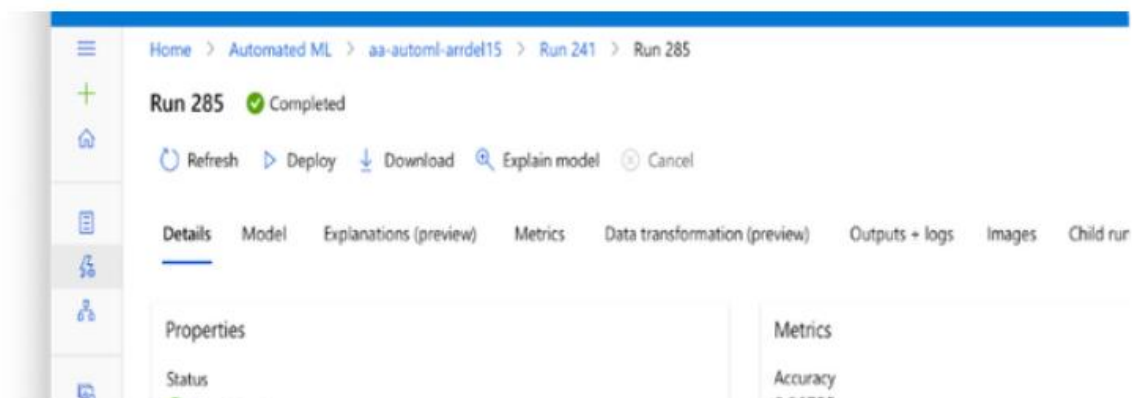 Home > Automated ML > aa-automl-arrdel15 > Run 241 > Run 285
Run 285 Completed
Refresh Deploy Download Explain model Cancel
Details Model Explanations (preview) Metrics Data transformation (preview) Outputs + logs Images Child
Properties Metrics
Status Accuracy